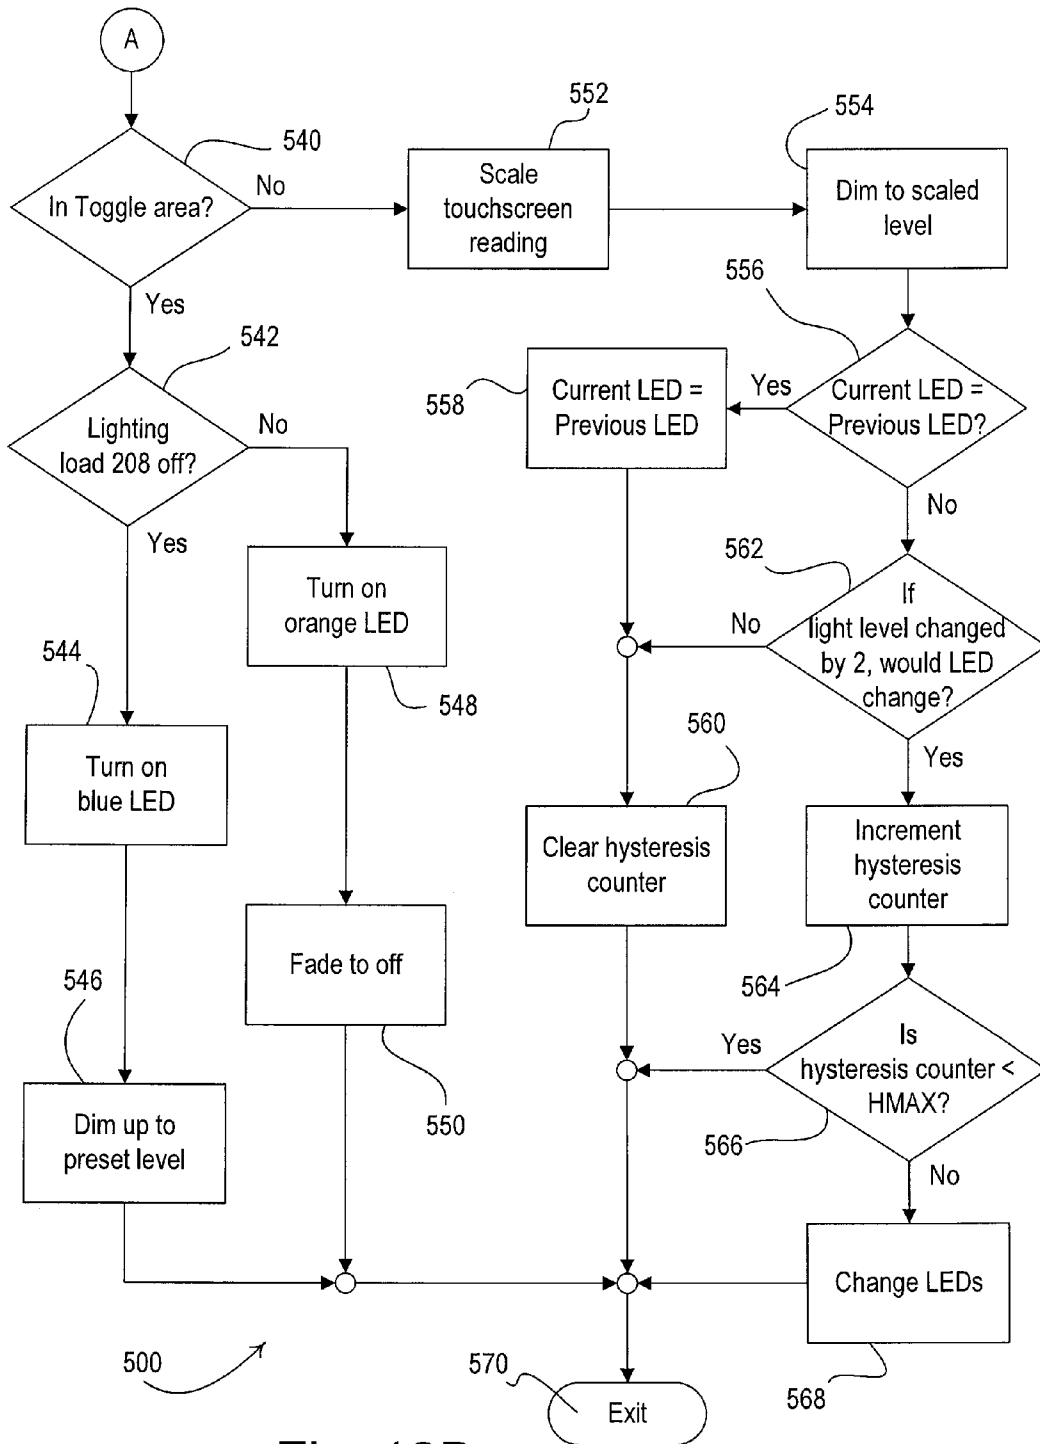 A
540
In Toggle area?
No
Yes
552
Scale
touchscreen
reading
554
Dim to scaled
level
542
Lighting
load 208 off?
No
Yes
556
Current LED =
Previous LED?
Yes
No
558
Current LED =
Previous LED
Turn on
orange LED
548
562
If
light level changed
by 2, would LED
change?
No
Yes
544
Turn on
blue LED
560
Clear hysteresis
counter
Increment
hysteresis
counter
564
Fade to off
550
546
Dim up to
preset level
Is
hysteresis counter <
HMAX?
Yes
566
No
Change LEDs
568
500
570
Exit